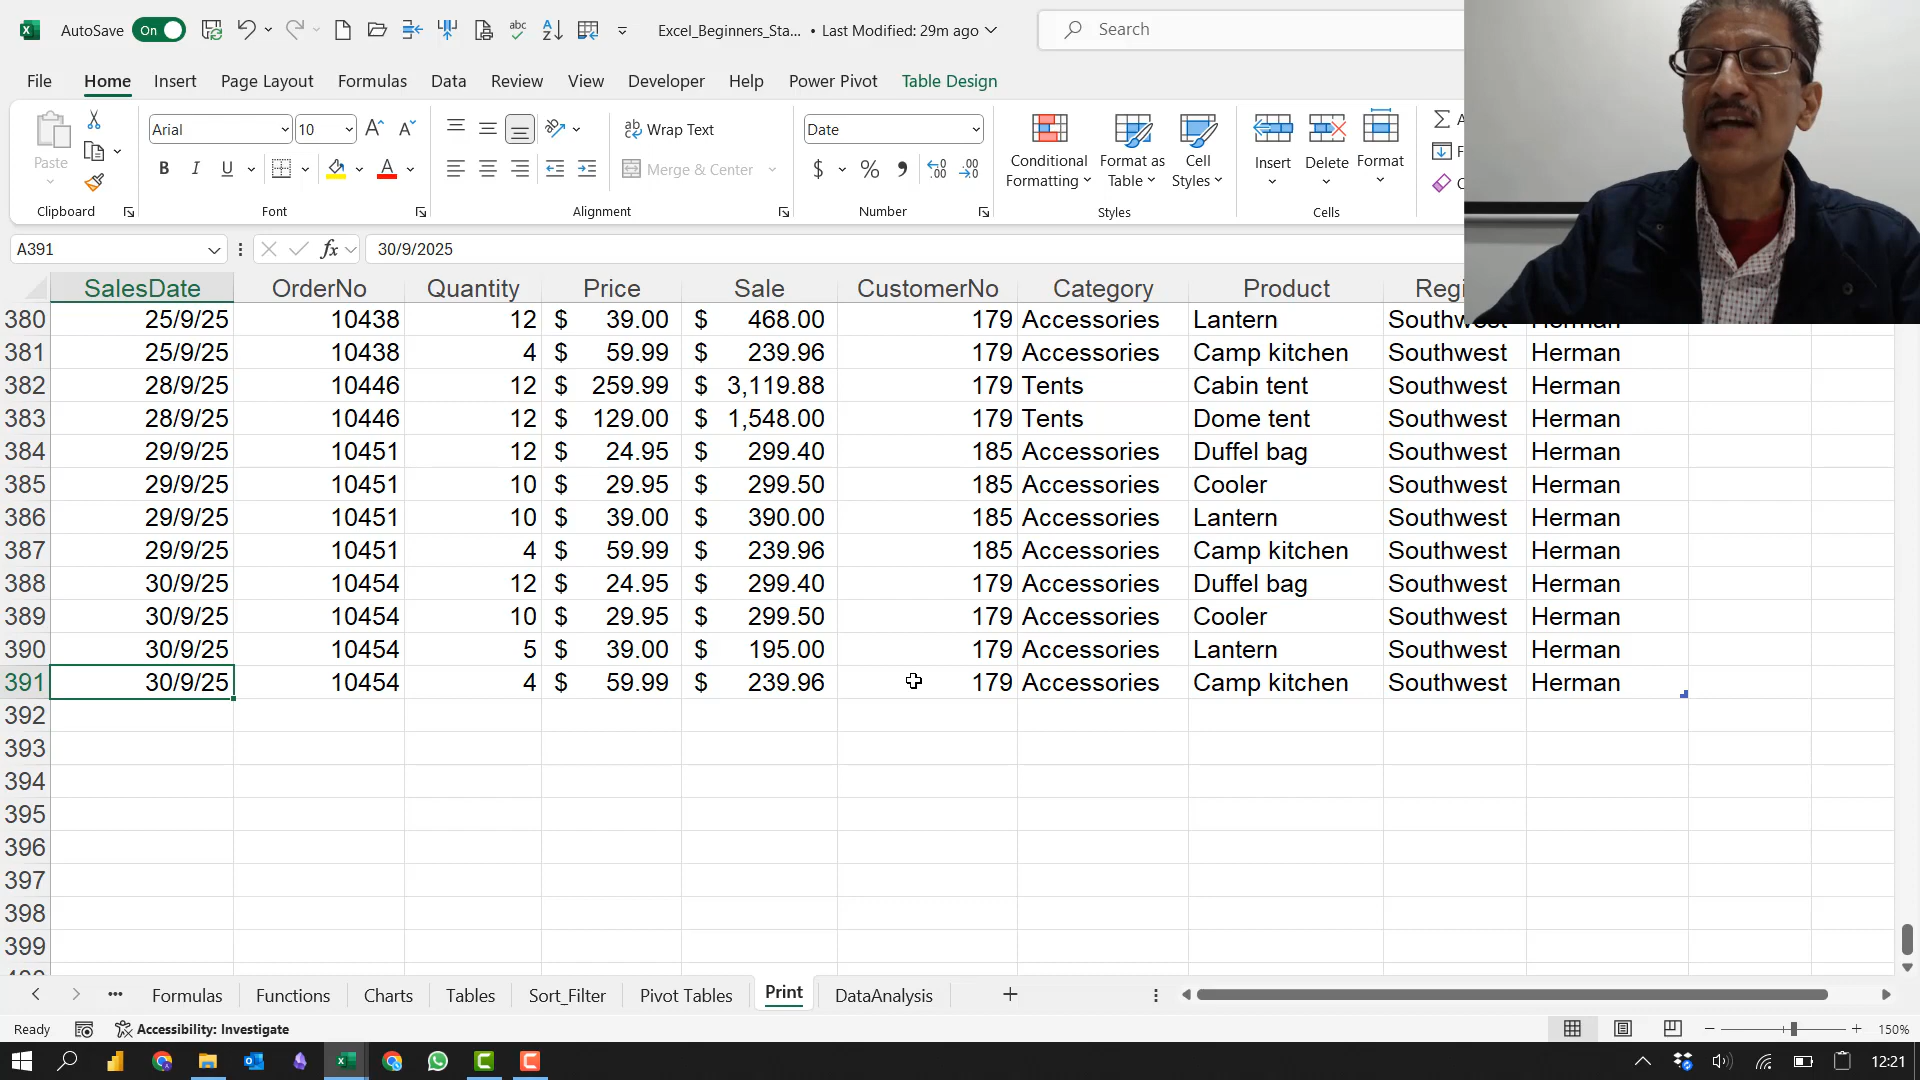 AutoSave On abc Excel_Beginners_Sta... • Last Modified: 29m ago Search
File Home Insert Page Layout Formulas Data Review View Developer Help Power Pivot Table Design
Paste Arial 10 Wrap Text Date Conditional Formatting Format as Table Cell Styles Insert Delete Format
B I U Merge & Center $ %
Clipboard Font Alignment Number Styles Cells
A391 fx 30/9/2025
SalesDate OrderNo Quantity Price Sale CustomerNo Category Product Regi
380 25/9/25 10438 12 $ 39.00 $ 468.00 179 Accessories Lantern Southwest Herman
381 25/9/25 10438 4 $ 59.99 $ 239.96 179 Accessories Camp kitchen Southwest Herman
382 28/9/25 10446 12 $ 259.99 $ 3,119.88 179 Tents Cabin tent Southwest Herman
383 28/9/25 10446 12 $ 129.00 $ 1,548.00 179 Tents Dome tent Southwest Herman
384 29/9/25 10451 12 $ 24.95 $ 299.40 185 Accessories Duffel bag Southwest Herman
385 29/9/25 10451 10 $ 29.95 $ 299.50 185 Accessories Cooler Southwest Herman
386 29/9/25 10451 10 $ 39.00 $ 390.00 185 Accessories Lantern Southwest Herman
387 29/9/25 10451 4 $ 59.99 $ 239.96 185 Accessories Camp kitchen Southwest Herman
388 30/9/25 10454 12 $ 24.95 $ 299.40 179 Accessories Duffel bag Southwest Herman
389 30/9/25 10454 10 $ 29.95 $ 299.50 179 Accessories Cooler Southwest Herman
390 30/9/25 10454 5 $ 39.00 $ 195.00 179 Accessories Lantern Southwest Herman
391 30/9/25 10454 4 $ 59.99 $ 239.96 179 Accessories Camp kitchen Southwest Herman
392
393
394
395
396
397
398
399
Formulas Functions Charts Tables Sort_Filter Pivot Tables Print DataAnalysis
Ready Accessibility: Investigate 150%
12:21